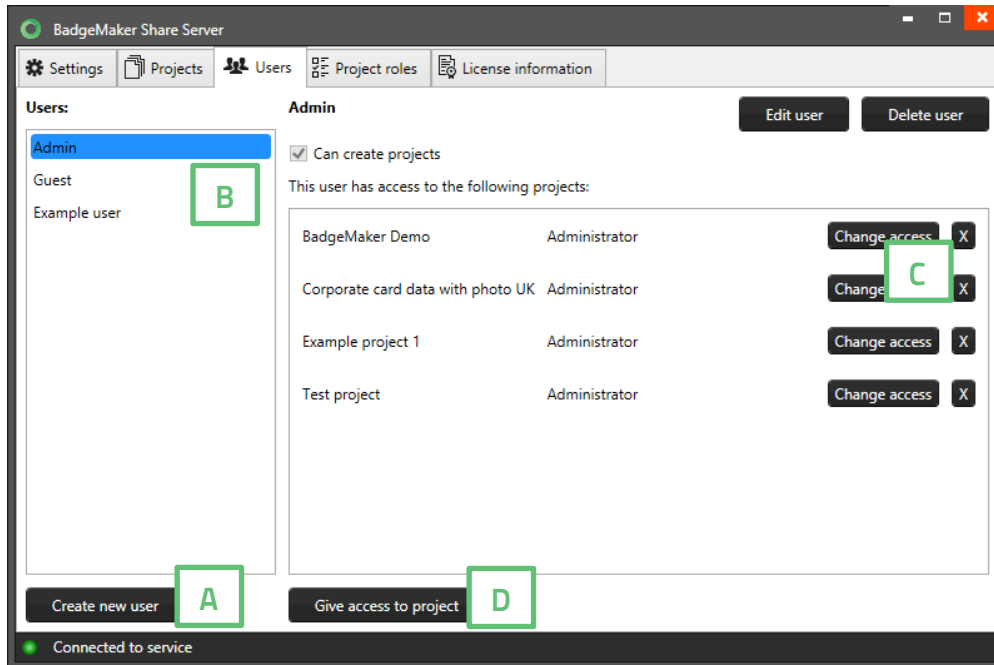 BadgeMaker Share Server
Settings Projects Users Project roles License information
Users:
Admin
Guest
Example user
B
Create new user
A
Admin
Edit user Delete user
Can create projects
This user has access to the following projects:
BadgeMaker Demo Administrator Change access X
C
Corporate card data with photo UK Administrator Change X
Example project 1 Administrator Change access X
Test project Administrator Change access X
Give access to project
D
Connected to service